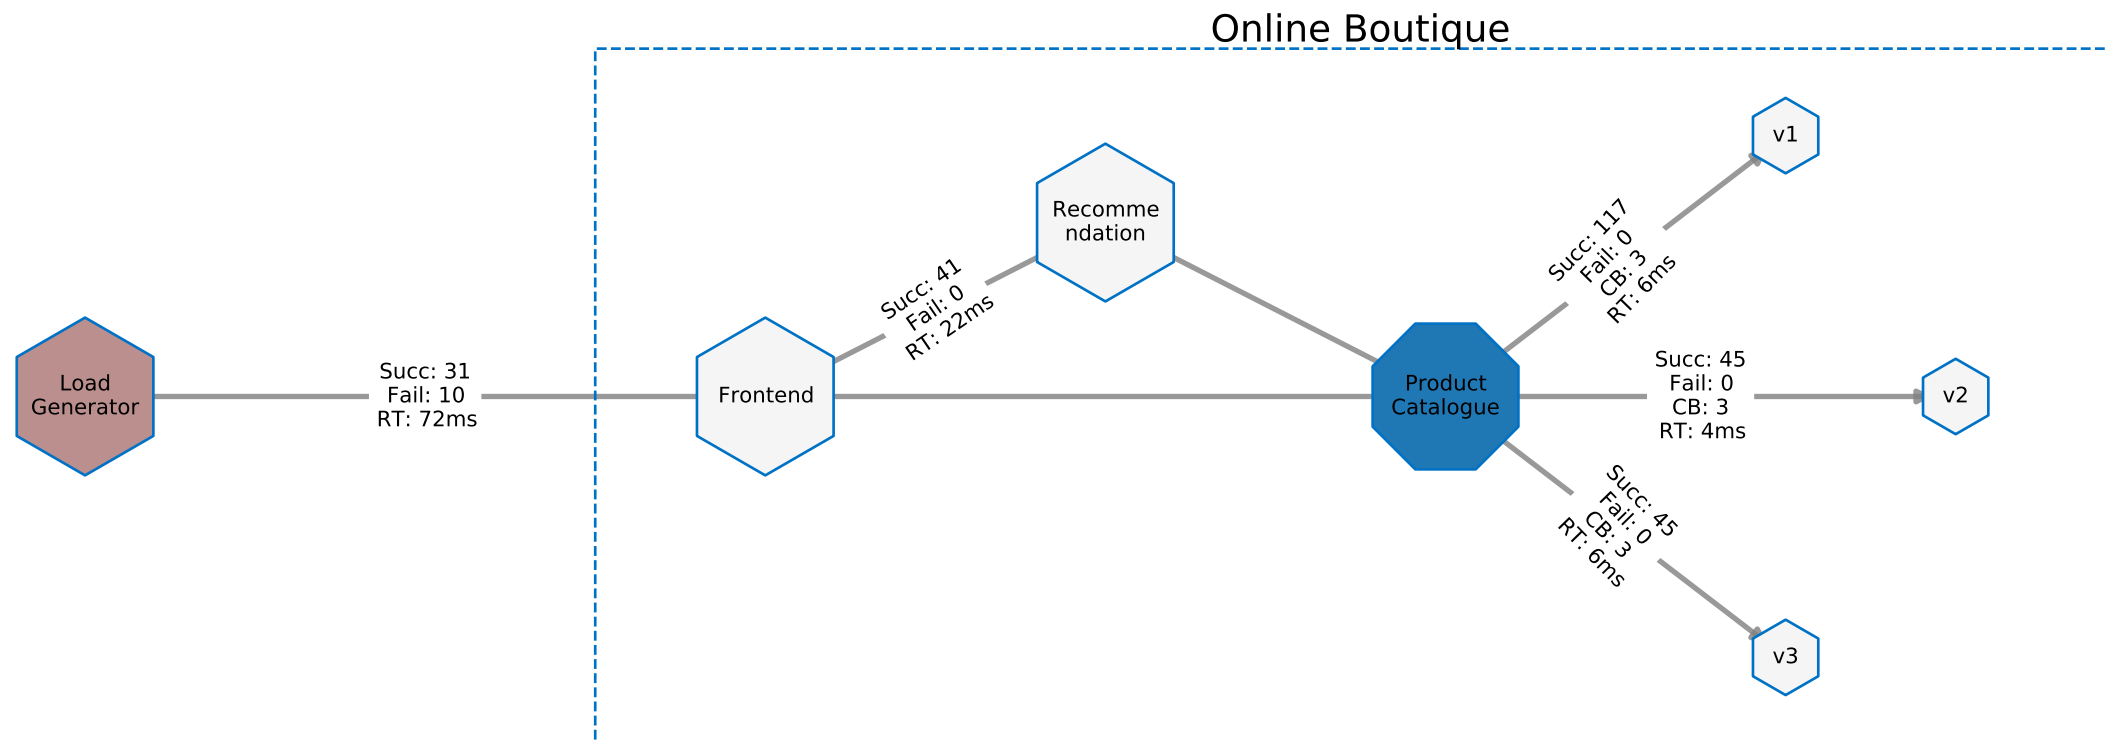 Online Boutique
v1
Recomme
ndation
Succ: 117
Fail: 0
CB: 3
RT: 6ms
Succ: 41
Fail: 0
RT: 22ms
Load
Generator
Succ: 31
Fail: 10
RT: 72ms
Frontend
Product
Catalogue
Succ: 45
Fail: 0
CB: 3
RT: 4ms
v2
Succ: 45
Fail: 0
CB: 3
RT: 6ms
v3